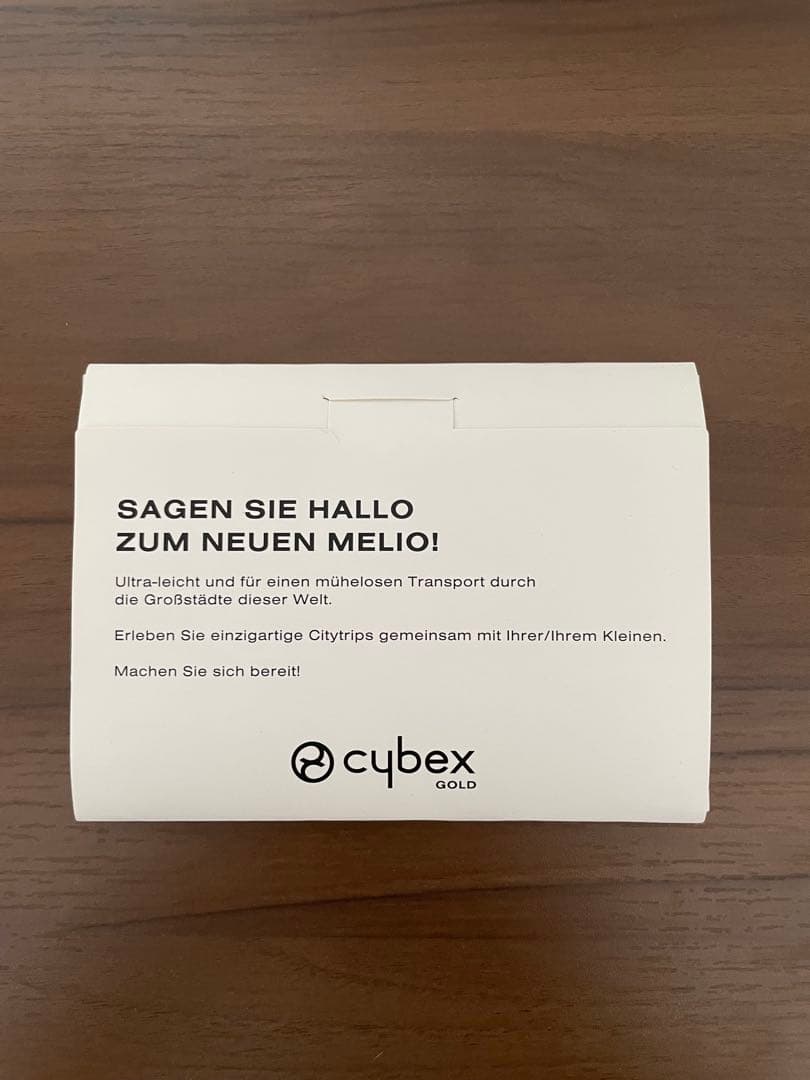 SAGEN SIE HALLO
ZUM NEUEN MELIO!
Ultra-leicht und für einen mühelosen Transport durch
die Großstädte dieser Welt.
Erleben Sie einzigartige Citytrips gemeinsam mit Ihrer/Ihrem Kleinen.
Machen Sie sich bereit!
cybex
GOLD